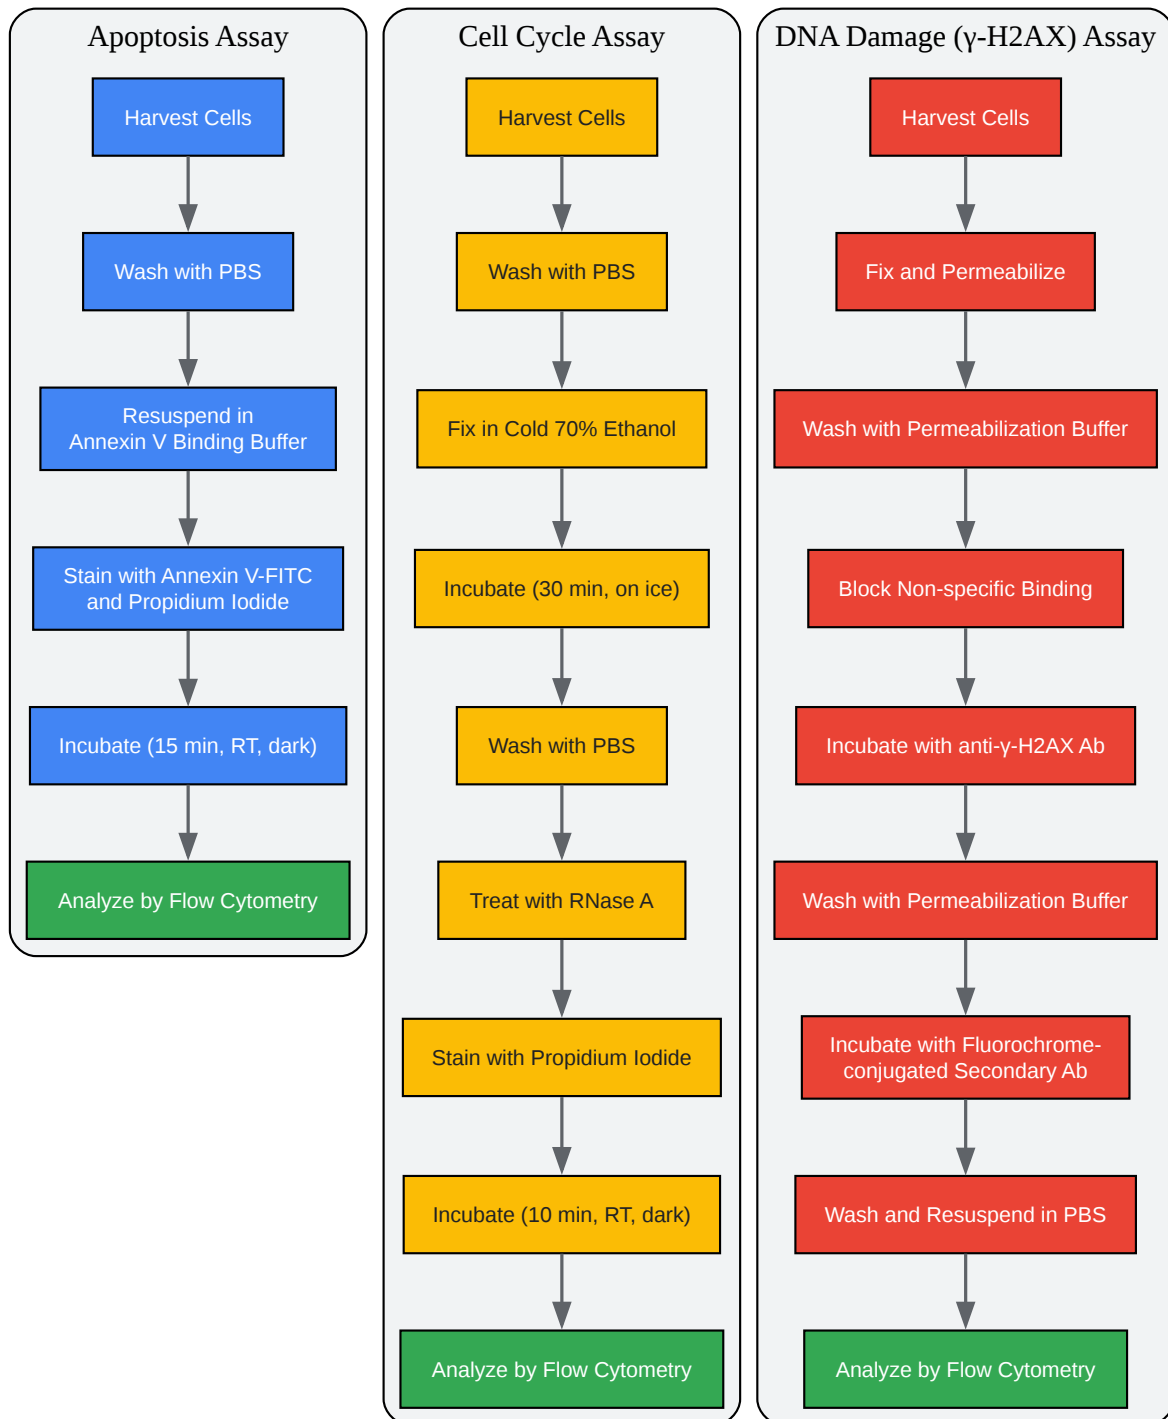 Apoptosis Assay
Harvest Cells
Wash with PBS
Resuspend in
Annexin V Binding Buffer
Stain with Annexin V-FITC
and Propidium Iodide
Incubate (15 min, RT, dark)
Analyze by Flow Cytometry
Cell Cycle Assay
Harvest Cells
Wash with PBS
Fix in Cold 70% Ethanol
Incubate (30 min, on ice)
Wash with PBS
Treat with RNase A
Stain with Propidium Iodide
Incubate (10 min, RT, dark)
Analyze by Flow Cytometry
DNA Damage (γ-H2AX) Assay
Harvest Cells
Fix and Permeabilize
Wash with Permeabilization Buffer
Block Non-specific Binding
Incubate with anti-γ-H2AX Ab
Wash with Permeabilization Buffer
Incubate with Fluorochrome-
conjugated Secondary Ab
Wash and Resuspend in PBS
Analyze by Flow Cytometry